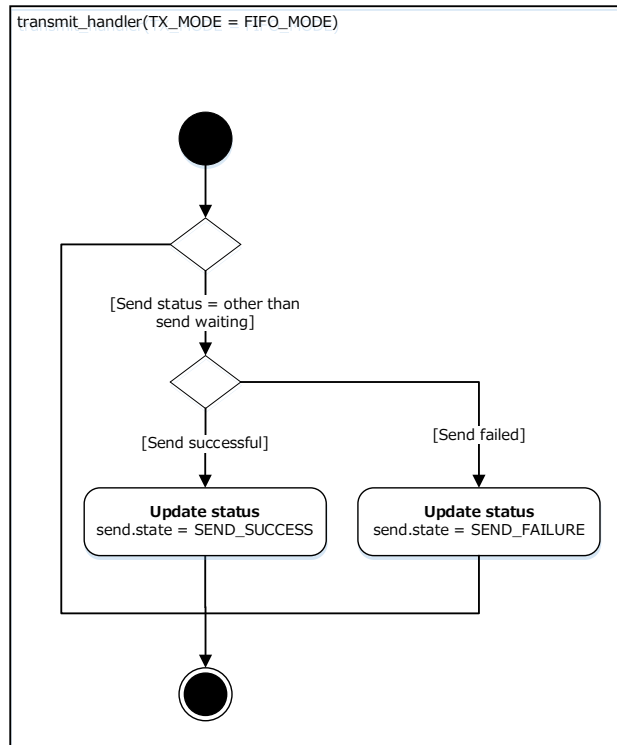 transmit_handler(TX_MODE = FIFO_MODE)
[Send status = other than
send waiting]
[Send successful]
[Send failed]
Update status
send.state = SEND_SUCCESS
Update status
send.state = SEND_FAILURE